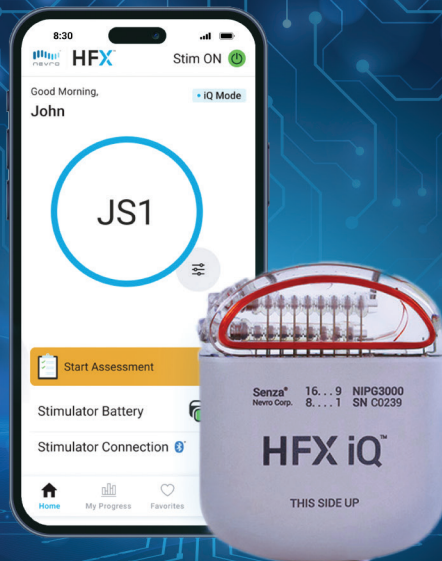 8:30
nevro HFX™ Stim ON
Good Morning,
John
• iQ Mode
JS1
Start Assessment
Stimulator Battery
Stimulator Connection
Home My Progress Favorites
Senza® 16...9 NIPG3000
Nevro Corp. 8....1 SN C0239
HFX iQ™
THIS SIDE UP